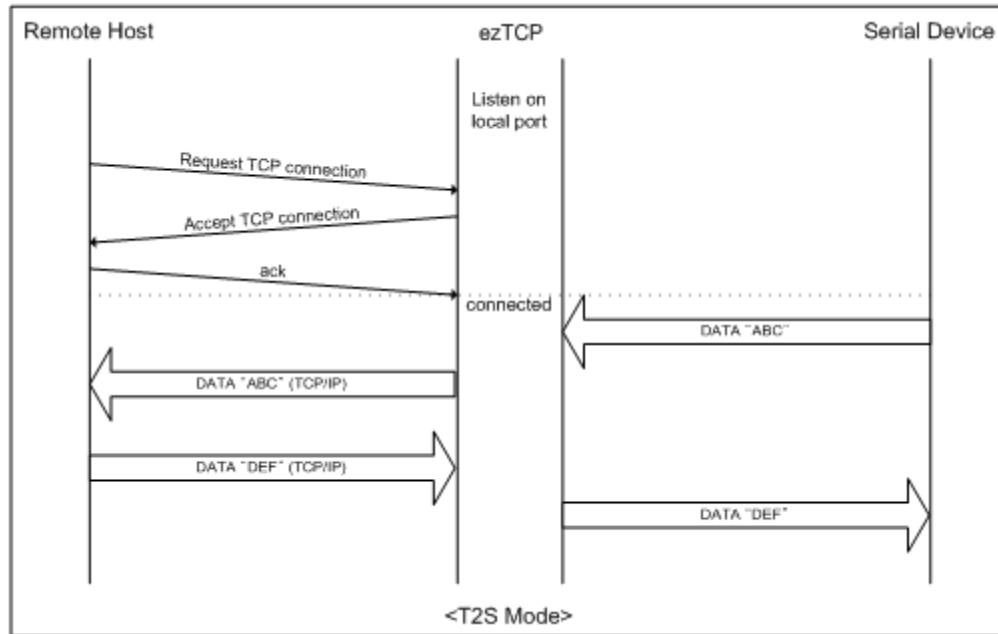 Remote Host
ezTCP
Serial Device
Listen on
local port
Request TCP connection
Accept TCP connection
ack
connected
DATA ¨ABC¨
DATA ¨ABC¨ (TCP/IP)
DATA ¨DEF¨ (TCP/IP)
DATA ¨DEF¨
<T2S Mode>